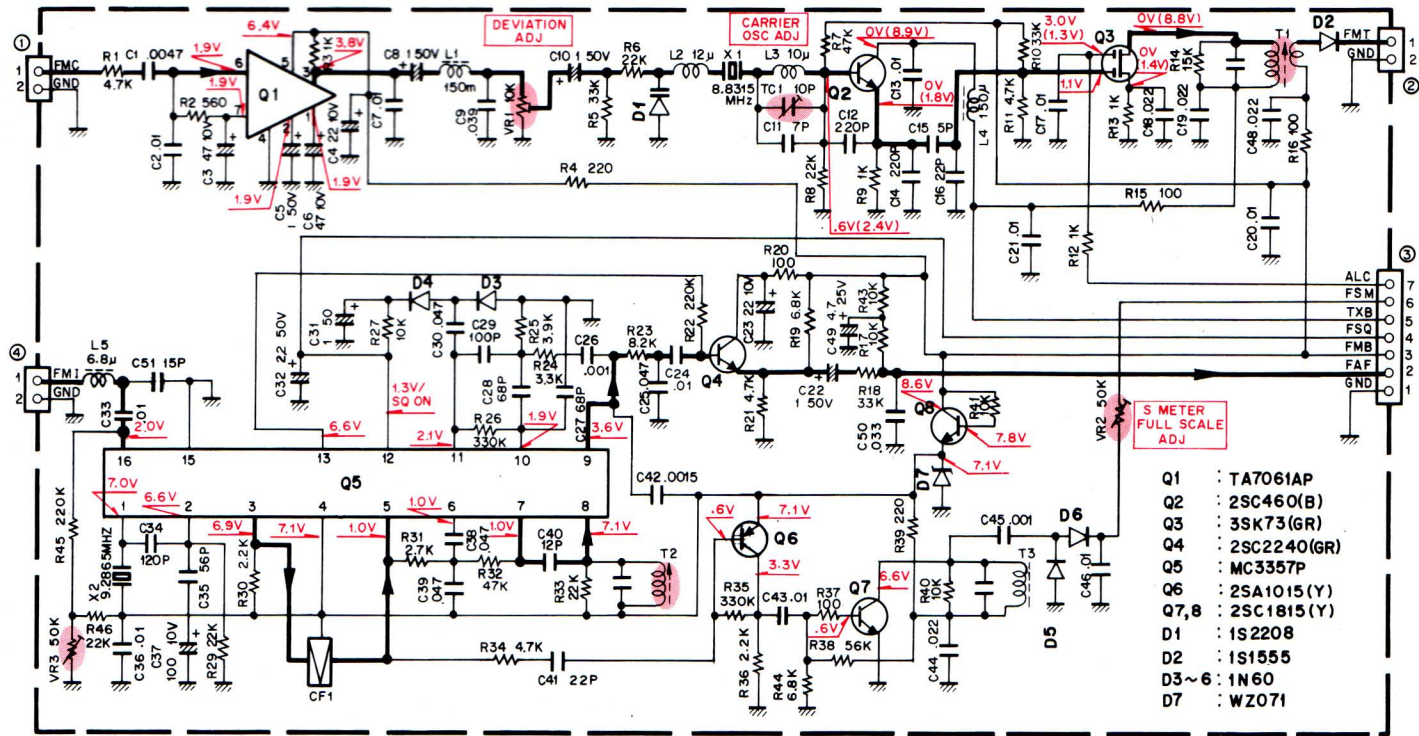 DEVIATION
ADJ
CARRIER
OSC ADJ
6.4V
3.0V
(1.3V)
0V(8.8V)
0V(8.9V)
Q3
D2
T1
①
1
2
FMC
GND
R1
4.7K
C1 .0047
1.9V
R3 1K
3.8V
C8 1 50V
L1
150m
C10 1 50V
R6
22K
L2 12µ
X1
8.8315
MHz
L3 10µ
TC1 10P
R7
47K
Q2
C13 .01
0V
(1.8V)
R10 33K
1.1V
0V
(1.4V)
R14
15K
FMT
GND
1
2
②
6
5
3
7
4
2
1
Q1
R2 560
1.9V
C2 .01
C3 47 10V
C4 22 10V
C7 .01
C9
.039
VR1 10K
R5 33K
D1
C11 7P
C12
220P
C15 5P
L4 150µ
R11 4.7K
C17 .01
R13 1K
C18 .022
C19 .022
C48 .022
R16 100
1.9V
1.9V
C5
1 50V
C6
47 10V
R4 220
R8 22K
R9 1K
C14 220P
C16 22P
.6V(2.4V)
R15 100
C21 .01
R12 1K
C20 .01
③
ALC 7
FSM 6
TXB 5
FSQ 4
FMB 3
FAF 2
GND 1
D4
D3
R20
100
C31
1 50
R27
10K
C30 .047
C29
100P
R25
3.9K
C26
.001
R24
3.3K
R23
8.2K
R22 220K
C23 22 10V
R19 6.8K
C49 4.7
25V
R43
10K
R17
10K
④
1
2
FMI
GND
L5
6.8µ
C51 15P
C32 22 50V
C33
.01
2.0V
1.3V/
SQ ON
C28
68P
C27 68P
R26
330K
1.9V
2.1V
3.6V
6.6V
C25 .047
C24
.01
Q4
R21 4.7K
C22
1 50V
R18
33K
C50
.033
8.6V
Q8
R41
10K
7.8V
7.1V
D7
VR2 50K
S METER
FULL SCALE
ADJ
16
15
13
12
11
10
9
Q5
1
2
3
4
5
6
7
8
7.0V
6.6V
6.9V
7.1V
1.0V
1.0V
1.0V
7.1V
R45 220K
X2
9.2865MHZ
C34
120P
C35 56P
R30 2.2K
R31
2.7K
C38
.047
C39
.047
R32
47K
C40
12P
R33
22K
T2
C42 .0015
.6V
7.1V
Q6
3.3V
R39 220
C45 .001
D6
C46 .01
D5
T3
R40
100K
C44 .022
6.6V
Q7
R37
100
.6V
R38 56K
R35
330K
C43 .01
R36 2.2K
R44
6.8K
VR3 50K
R46
22K
C36 .01
C37
100 10V
R29 22K
CF1
R34 4.7K
C41 22P
Q1 : TA7061AP
Q2 : 2SC460(B)
Q3 : 3SK73(GR)
Q4 : 2SC2240(GR)
Q5 : MC3357P
Q6 : 2SA1015(Y)
Q7,8 : 2SC1815(Y)
D1 : 1S2208
D2 : 1S1555
D3~6 : 1N60
D7 : WZ071